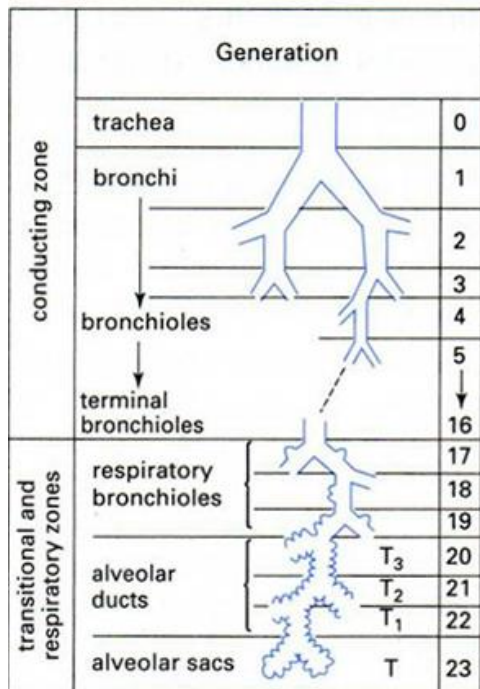 Generation
conducting zone
trachea 0
bronchi 1
2
3
bronchioles 4
5
terminal
bronchioles 16
transitional and
respiratory zones
17
respiratory
bronchioles 18
19
T3 20
alveolar
ducts T2 21
T1 22
alveolar sacs T 23